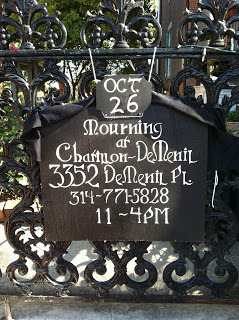 OCT
26
Mourning
at
Chatillon-DeMenil
3352 DeMenil PL
314-771-5828
11~4PM